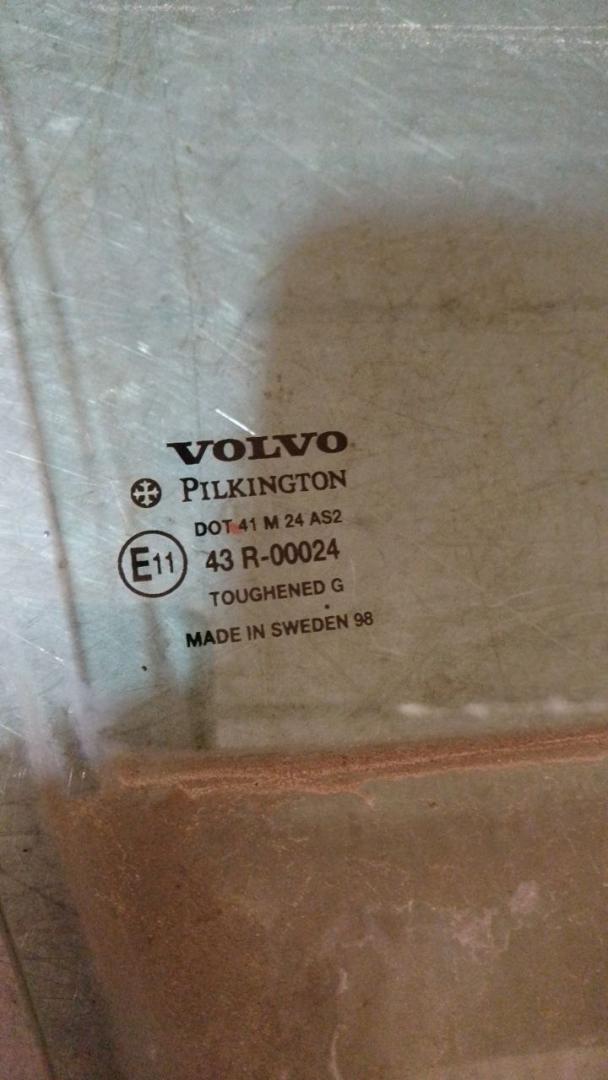 VOLVO
PILKINGTON
DOT 41 M 24 AS2
E11 43 R-00024
TOUGHENED G
MADE IN SWEDEN 98